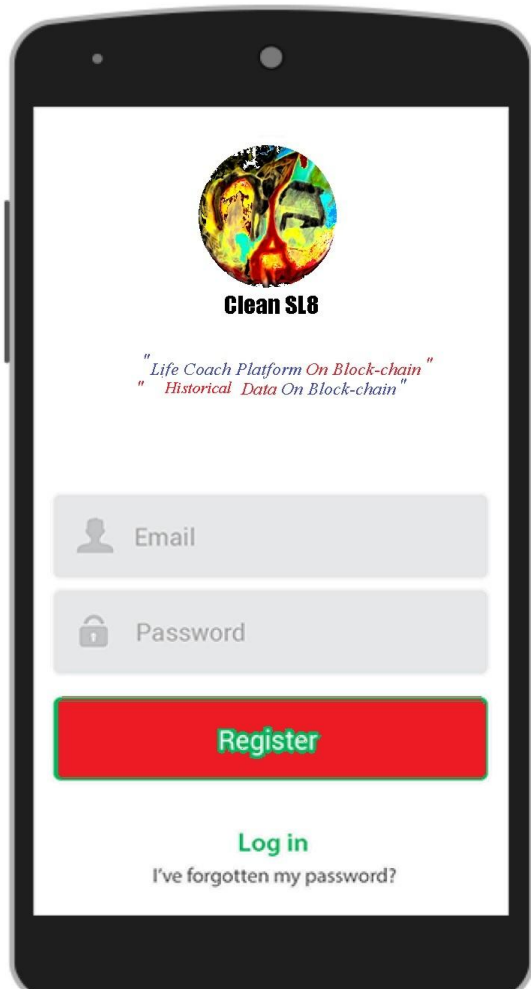 Clean SL8
"Life Coach Platform On Block-chain"
" Historical Data On Block-chain"
Email
Password
Register
Log in
I've forgotten my password?